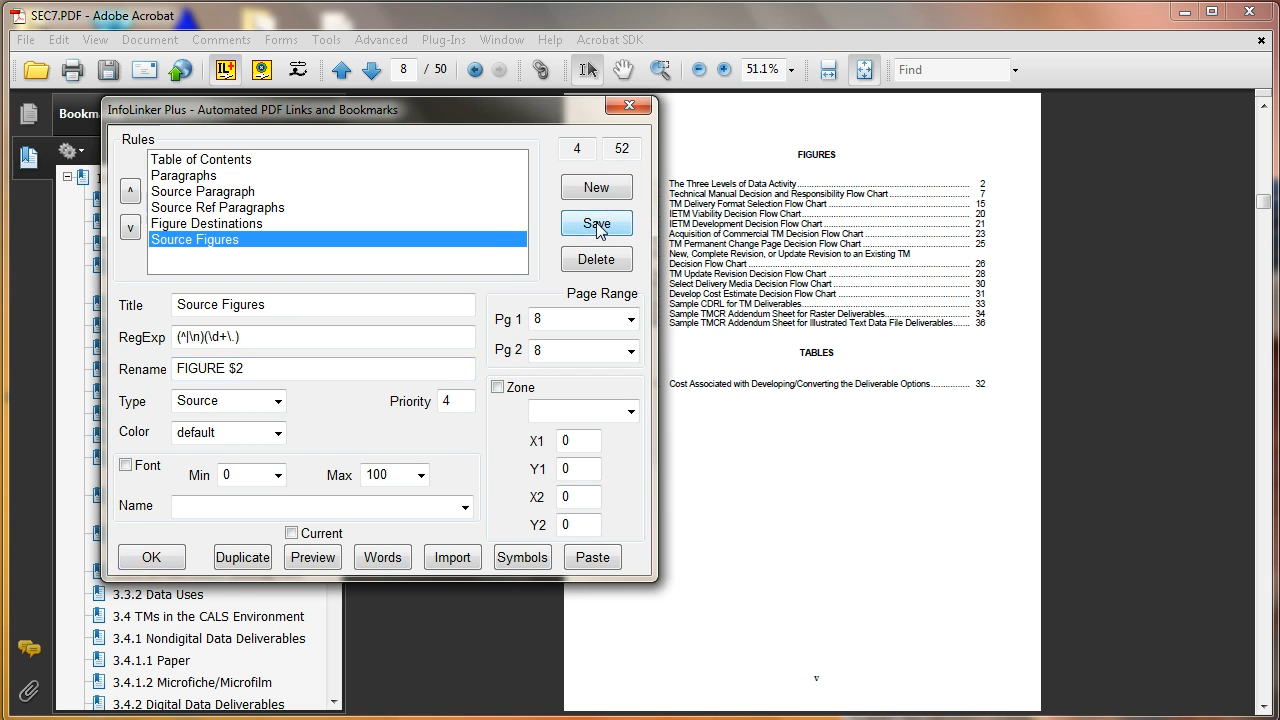 SEC7.PDF - Adobe Acrobat
File Edit View Document Comments Forms Tools Advanced Plug-Ins Window Help Acrobat SDK
8 / 50 51.1% Find
Bookm
InfoLinker Plus - Automated PDF Links and Bookmarks
Rules
Table of Contents
Paragraphs
Source Paragraph
Source Ref Paragraphs
Figure Destinations
Source Figures
4 52
New
Save
Delete
Title Source Figures
RegExp (^|\n)(\d+\.)
Rename FIGURE $2
Type Source Priority 4
Color default
Font Min 0 Max 100
Name
Page Range
Pg 1 8
Pg 2 8
Zone
X1 0
Y1 0
X2 0
Y2 0
Current
OK Duplicate Preview Words Import Symbols Paste
3.3.2 Data Uses
3.4 TMs in the CALS Environment
3.4.1 Nondigital Data Deliverables
3.4.1.1 Paper
3.4.1.2 Microfiche/Microfilm
3.4.2 Digital Data Deliverables
FIGURES
The Three Levels of Data Activity 2
Technical Manual Decision and Responsibility Flow Chart 7
TM Delivery Format Selection Flow Chart 15
IETM Viability Decision Flow Chart 20
IETM Development Decision Flow Chart 21
Acquisition of Commercial TM Decision Flow Chart 23
TM Permanent Change Page Decision Flow Chart 25
New, Complete Revision, or Update Revision to an Existing TM
Decision Flow Chart 26
TM Update Revision Decision Flow Chart 28
Select Delivery Media Decision Flow Chart 30
Develop Cost Estimate Decision Flow Chart 31
Sample CDRL for TM Deliverables 33
Sample TMCR Addendum Sheet for Raster Deliverables 34
Sample TMCR Addendum Sheet for Illustrated Text Data File Deliverables 36
TABLES
Cost Associated with Developing/Converting the Deliverable Options 32
v